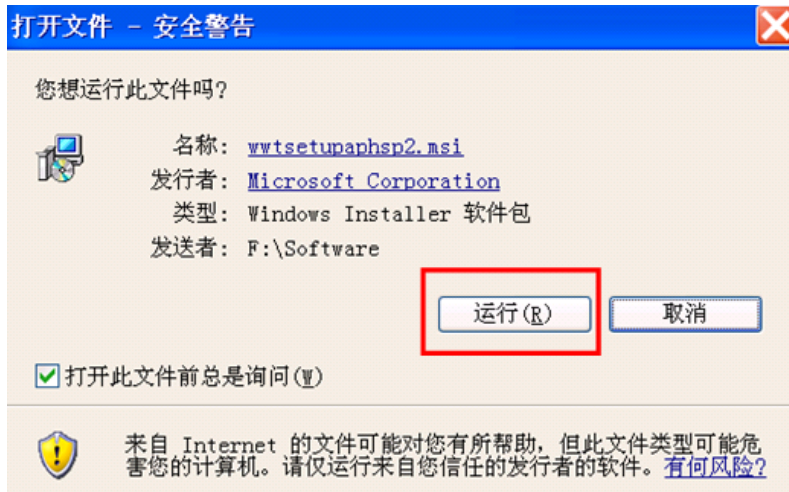 打开文件 - 安全警告
您想运行此文件吗?
名称: wwtsetupaphsp2.msi
发行者: Microsoft Corporation
类型: Windows Installer 软件包
发送者: F:\Software
运行(R) 取消
打开此文件前总是询问(W)
来自 Internet 的文件可能对您有所帮助，但此文件类型可能危
害您的计算机。请仅运行来自您信任的发行者的软件。有何风险?